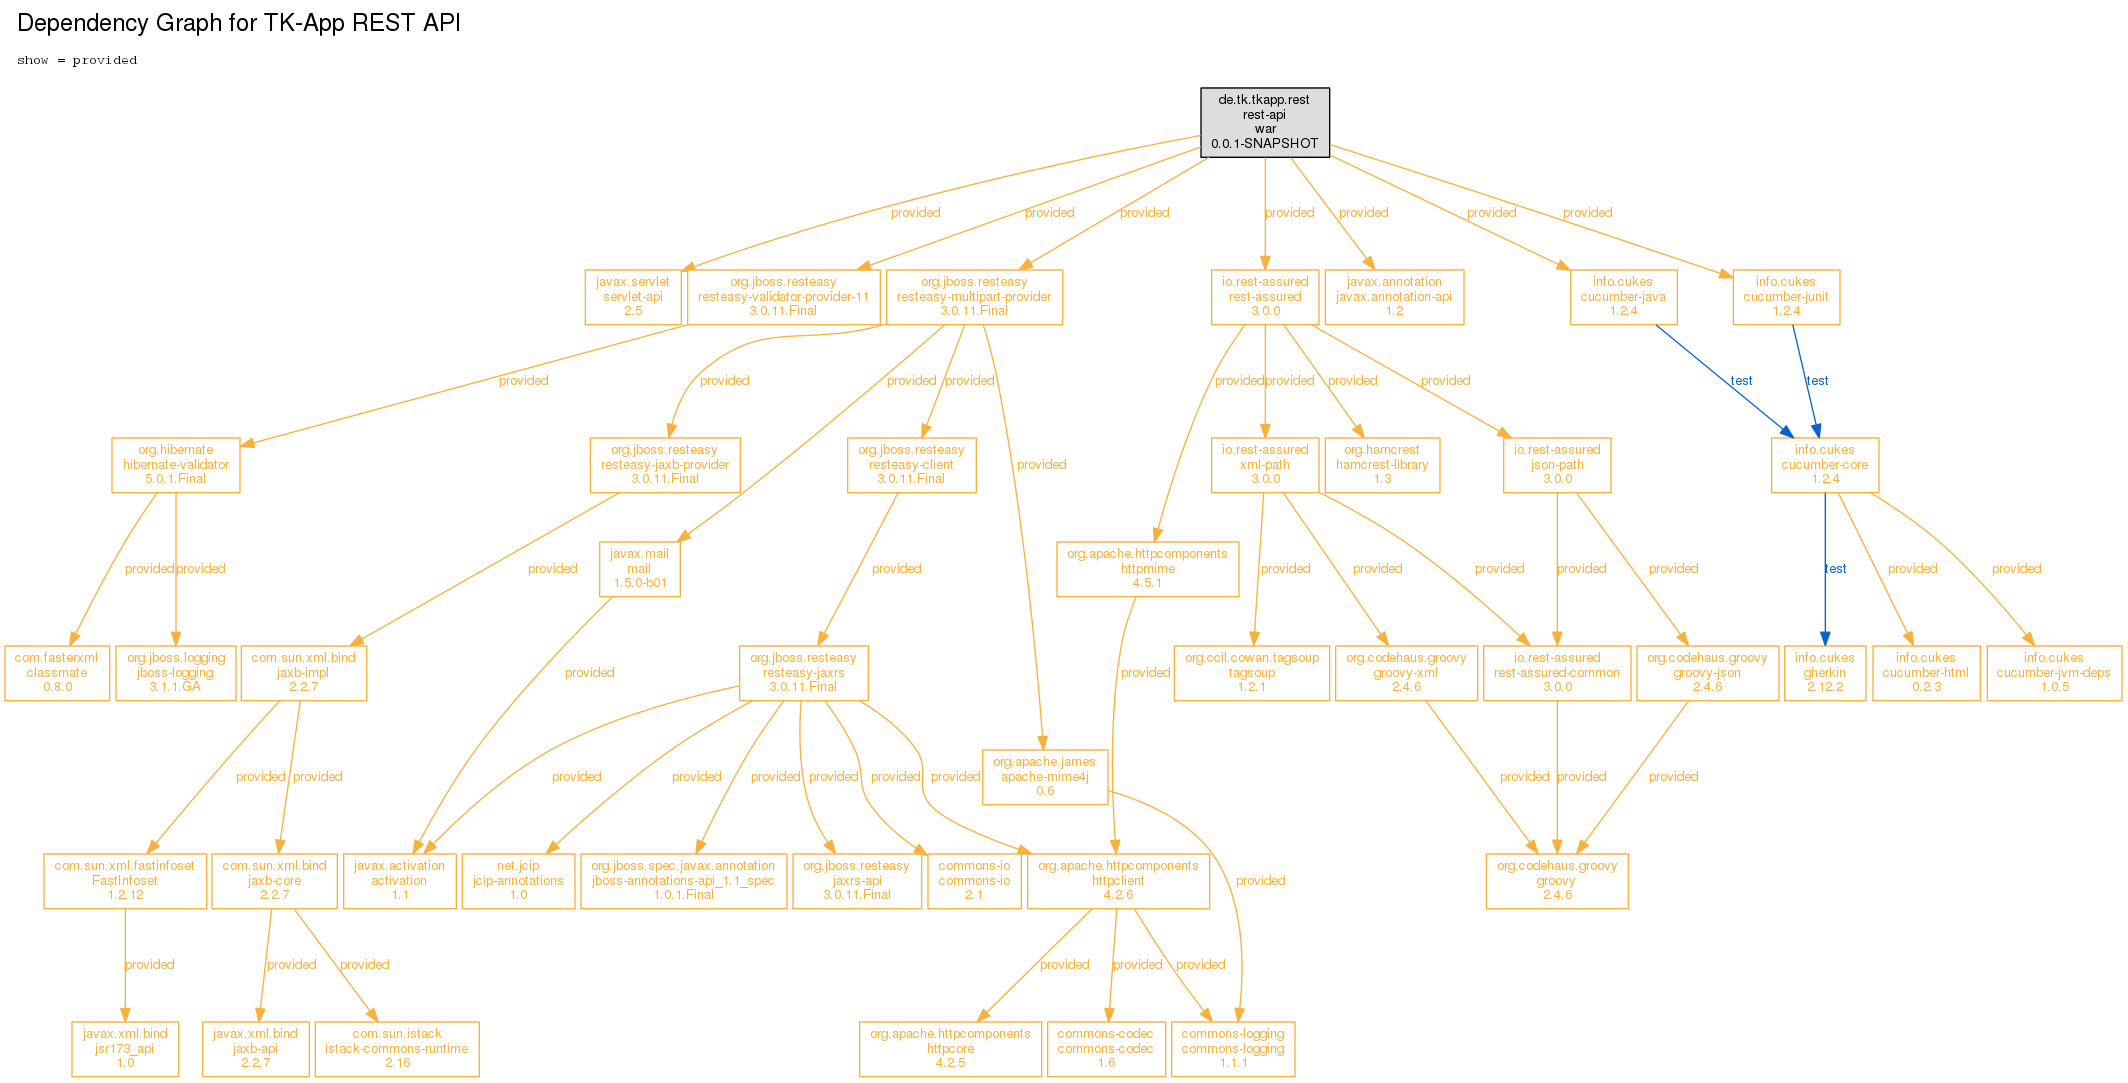 Dependency Graph for TK-App REST API
show = provided
de.tk.tkapp.rest
rest-api
war
0.0.1-SNAPSHOT
provided
provided
provided
provided
provided
provided
provided
javax.servlet
servlet-api
2.5
org.jboss.resteasy
resteasy-validator-provider-11
3.0.11.Final
org.jboss.resteasy
resteasy-multipart-provider
3.0.11.Final
io.rest-assured
rest-assured
3.0.0
javax.annotation
javax.annotation-api
1.2
info.cukes
cucumber-java
1.2.4
info.cukes
cucumber-junit
1.2.4
provided
provided
provided
provided
provided
provided
provided
provided
test
test
org.hibernate
hibernate-validator
5.0.1.Final
org.jboss.resteasy
resteasy-jaxb-provider
3.0.11.Final
org.jboss.resteasy
resteasy-client
3.0.11.Final
provided
io.rest-assured
xml-path
3.0.0
org.hamcrest
hamcrest-library
1.3
io.rest-assured
json-path
3.0.0
info.cukes
cucumber-core
1.2.4
provided
provided
provided
javax.mail
mail
1.5.0-b01
provided
org.apache.httpcomponents
httpmime
4.5.1
provided
provided
provided
provided
test
provided
provided
com.fasterxml
classmate
0.8.0
org.jboss.logging
jboss-logging
3.1.1.GA
com.sun.xml.bind
jaxb-impl
2.2.7
provided
org.jboss.resteasy
resteasy-jaxrs
3.0.11.Final
provided
org.ccil.cowan.tagsoup
tagsoup
1.2.1
org.codehaus.groovy
groovy-xml
2.4.6
io.rest-assured
rest-assured-common
3.0.0
org.codehaus.groovy
groovy-json
2.4.6
info.cukes
gherkin
2.12.2
info.cukes
cucumber-html
0.2.3
info.cukes
cucumber-jvm-deps
1.0.5
provided
provided
provided
provided
provided
provided
provided
provided
org.apache.james
apache-mime4j
0.6
provided
provided
provided
com.sun.xml.fastinfoset
FastInfoset
1.2.12
com.sun.xml.bind
jaxb-core
2.2.7
javax.activation
activation
1.1
net.jcip
jcip-annotations
1.0
org.jboss.spec.javax.annotation
jboss-annotations-api_1.1_spec
1.0.1.Final
org.jboss.resteasy
jaxrs-api
3.0.11.Final
commons-io
commons-io
2.1
org.apache.httpcomponents
httpclient
4.2.6
provided
org.codehaus.groovy
groovy
2.4.6
provided
provided
provided
provided
provided
provided
javax.xml.bind
jsr173_api
1.0
javax.xml.bind
jaxb-api
2.2.7
com.sun.istack
istack-commons-runtime
2.16
org.apache.httpcomponents
httpcore
4.2.5
commons-codec
commons-codec
1.6
commons-logging
commons-logging
1.1.1